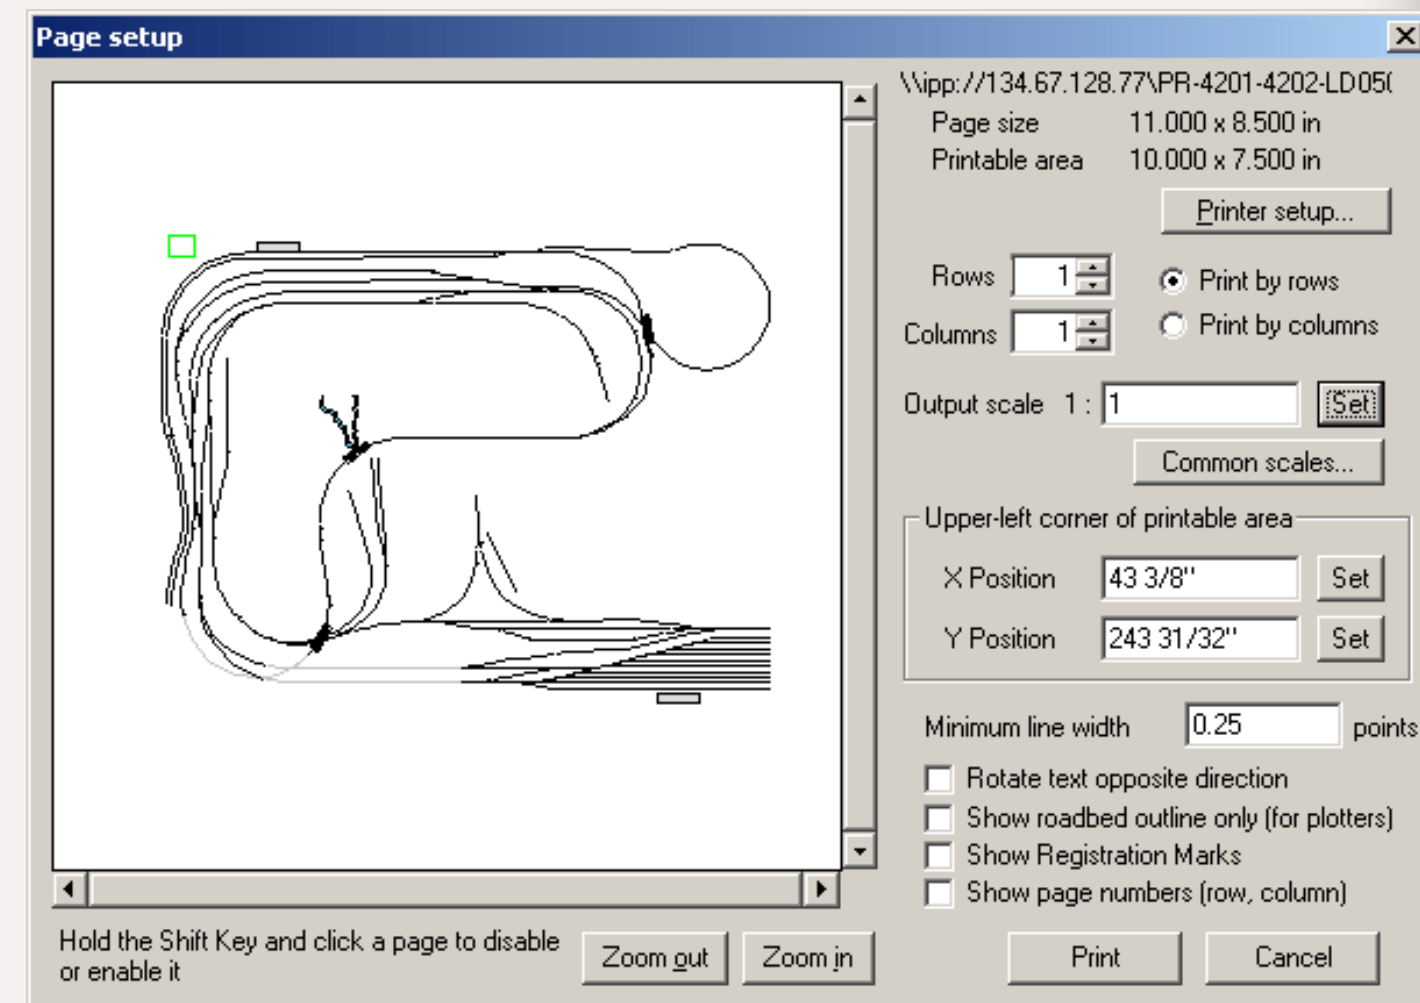 Page setup
\\ipp://134.67.128.77\PR-4201-4202-LD05(
Page size 11.000 x 8.500 in
Printable area 10.000 x 7.500 in
Printer setup...
Rows 1 Print by rows
Columns 1 Print by columns
Output scale 1 : 1 Set
Common scales...
Upper-left corner of printable area
X Position 43 3/8" Set
Y Position 243 31/32" Set
Minimum line width 0.25 points
Rotate text opposite direction
Show roadbed outline only (for plotters)
Show Registration Marks
Show page numbers (row, column)
Hold the Shift Key and click a page to disable
or enable it
Zoom out Zoom in Print Cancel